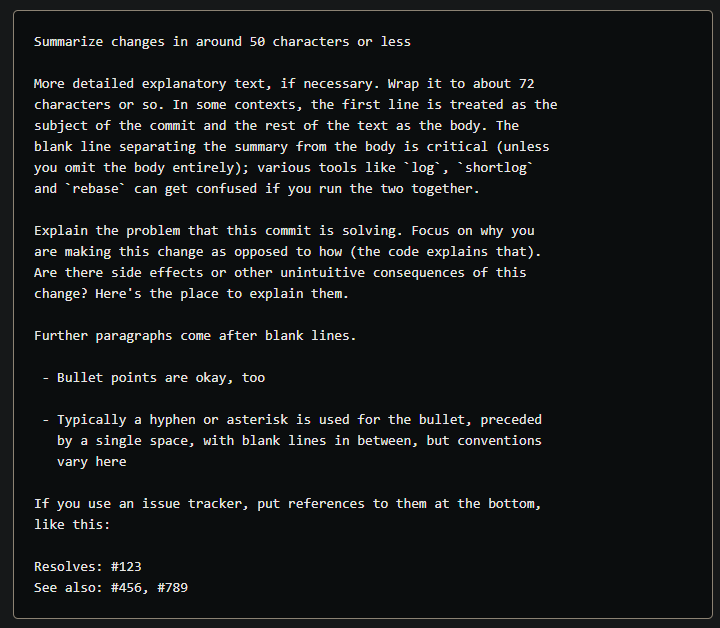 Summarize changes in around 50 characters or less

More detailed explanatory text, if necessary. Wrap it to about 72
characters or so. In some contexts, the first line is treated as the
subject of the commit and the rest of the text as the body. The
blank line separating the summary from the body is critical (unless
you omit the body entirely); various tools like `log`, `shortlog`
and `rebase` can get confused if you run the two together.

Explain the problem that this commit is solving. Focus on why you
are making this change as opposed to how (the code explains that).
Are there side effects or other unintuitive consequences of this
change? Here's the place to explain them.

Further paragraphs come after blank lines.

 - Bullet points are okay, too

 - Typically a hyphen or asterisk is used for the bullet, preceded
   by a single space, with blank lines in between, but conventions
   vary here

If you use an issue tracker, put references to them at the bottom,
like this:

Resolves: #123
See also: #456, #789